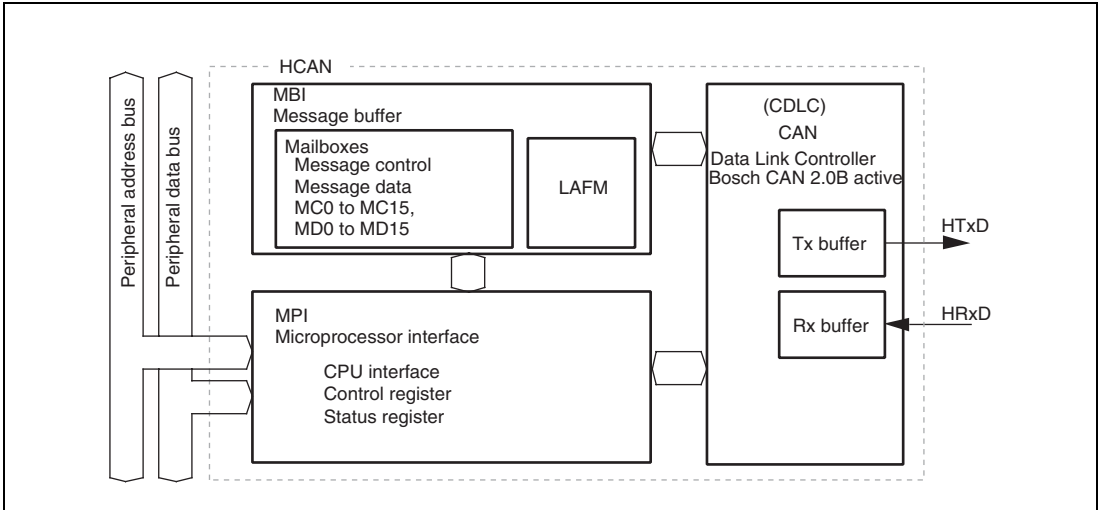 HCAN
Peripheral address bus
Peripheral data bus
MBI
Message buffer
Mailboxes
Message control
Message data
MC0 to MC15,
MD0 to MD15
LAFM
(CDLC)
CAN
Data Link Controller
Bosch CAN 2.0B active
Tx buffer
HTxD
Rx buffer
HRxD
MPI
Microprocessor interface
CPU interface
Control register
Status register